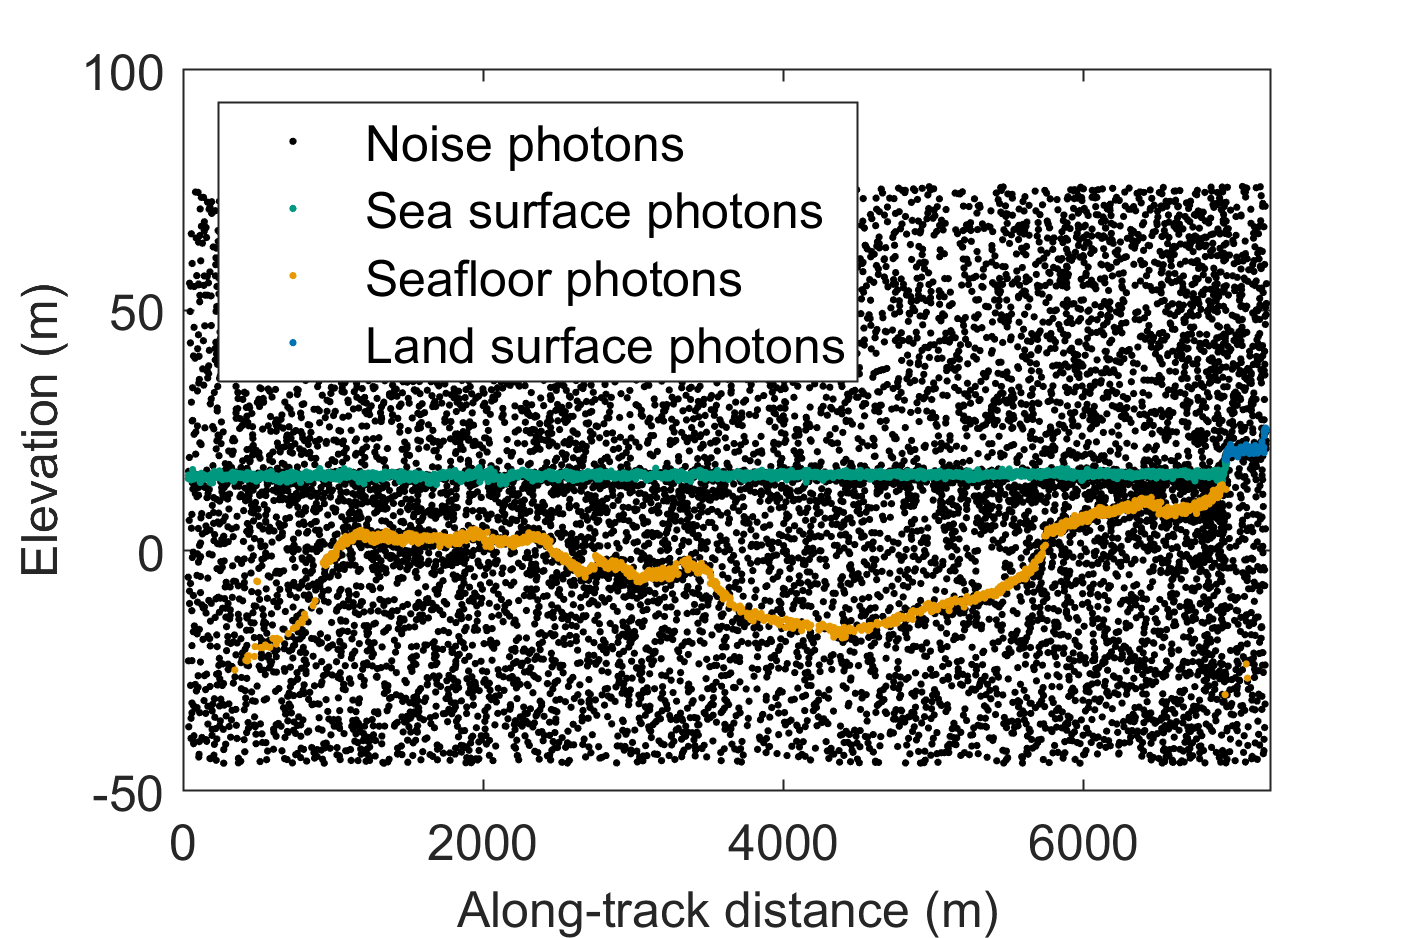 100
50
0
-50
Elevation (m)
Noise photons
Sea surface photons
Seafloor photons
Land surface photons
0 2000 4000 6000
Along-track distance (m)